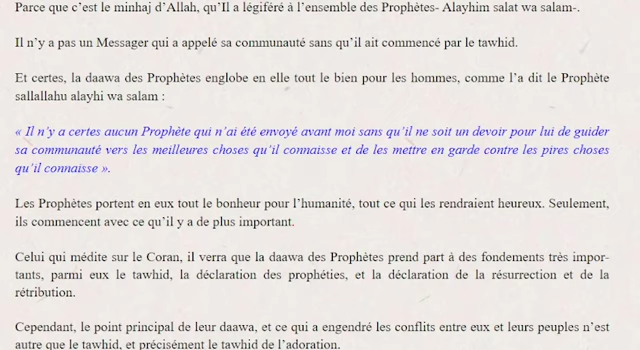 Parce que c’est le minhaj d’Allah, qu’Il a légiféré à l’ensemble des Prophètes- Alayhim salat wa salam-.
Il n’y a pas un Messager qui a appelé sa communauté sans qu’il ait commencé par le tawhid.
Et certes, la daawa des Prophètes englobe en elle tout le bien pour les hommes, comme l’a dit le Prophète
sallallahu alayhi wa salam :
« Il n’y a certes aucun Prophète qui n’ai été envoyé avant moi sans qu’il ne soit un devoir pour lui de guider
sa communauté vers les meilleures choses qu’il connaisse et de les mettre en garde contre les pires choses
qu’il connaisse ».
Les Prophètes portent en eux tout le bonheur pour l’humanité, tout ce qui les rendraient heureux. Seulement,
ils commencent avec ce qu’il y a de plus important.
Celui qui médite sur le Coran, il verra que la daawa des Prophètes prend part à des fondements très impor-
tants, parmi eux le tawhid, la déclaration des prophéties, et la déclaration de la résurrection et de la
rétribution.
Cependant, le point principal de leur daawa, et ce qui a engendré les conflits entre eux et leurs peuples n’est
autre que le tawhid, et précisément le tawhid de l’adoration.